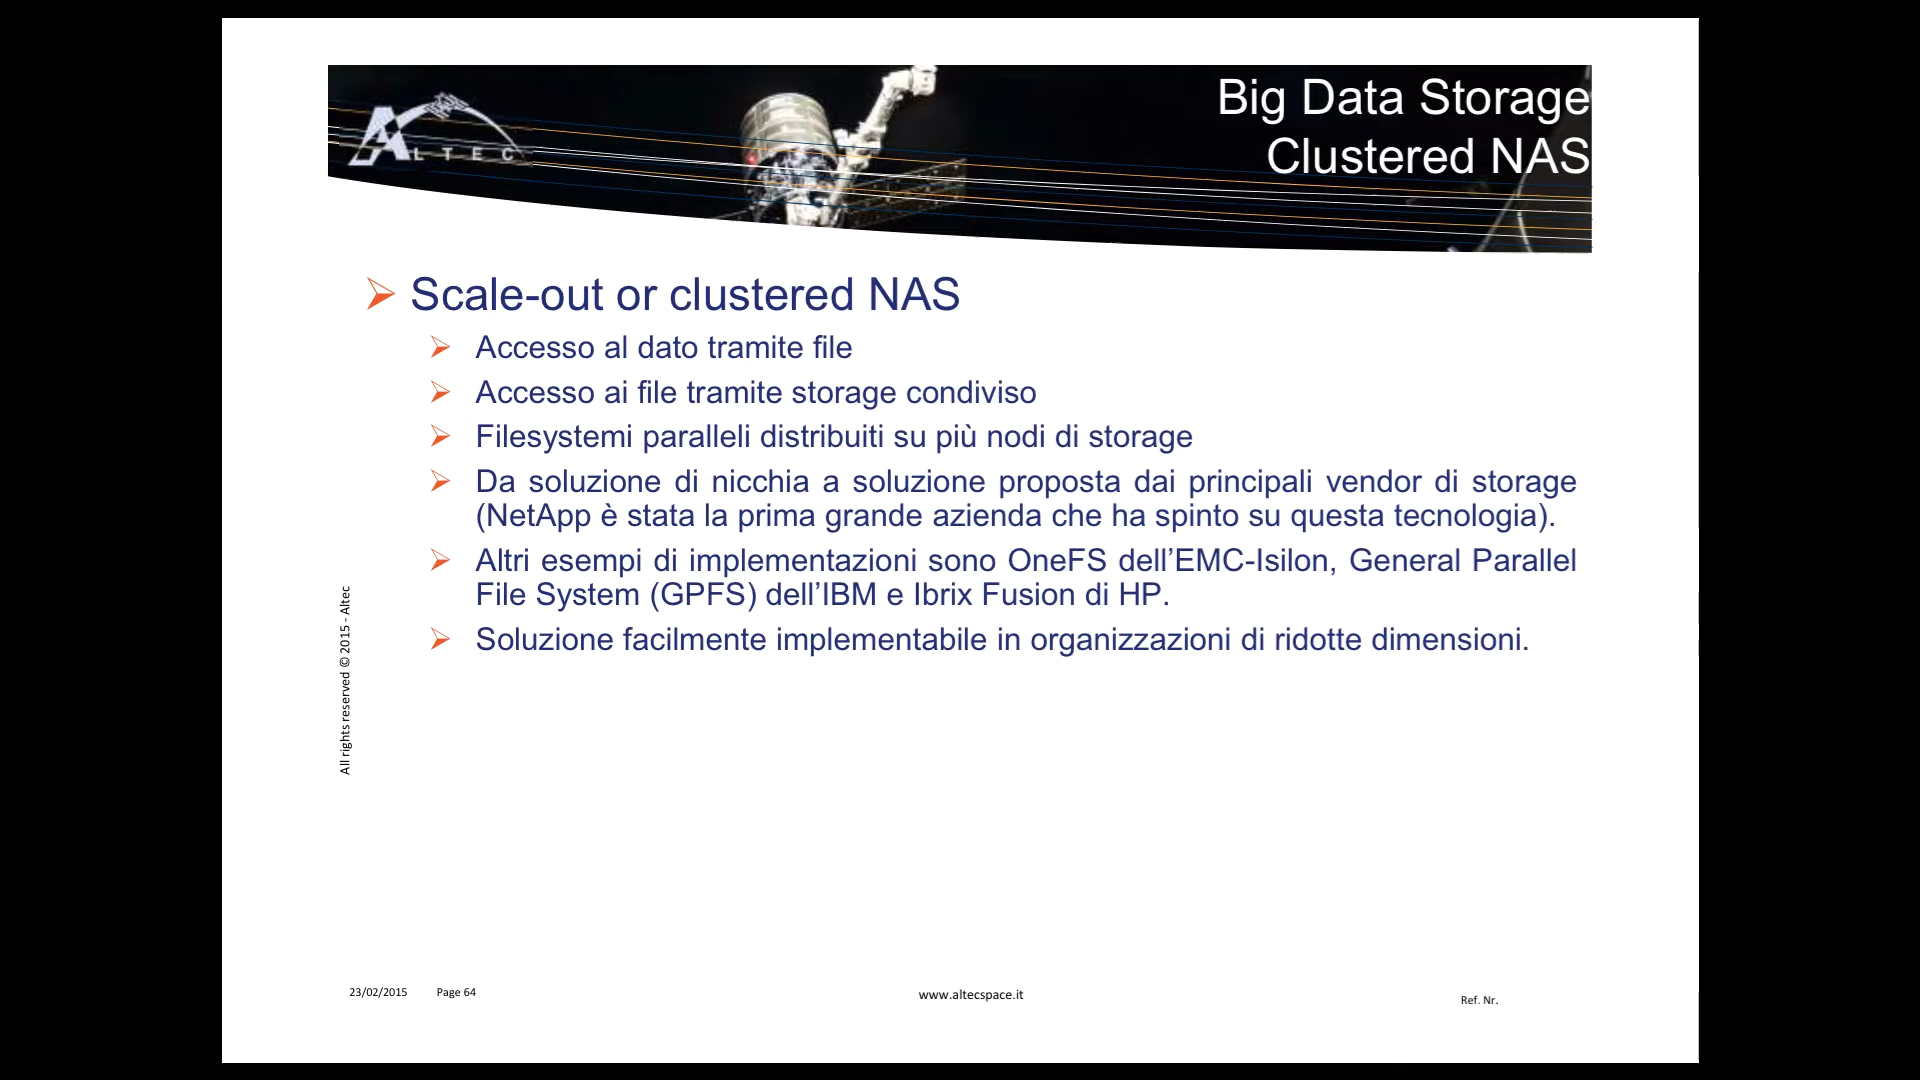 ALTEC
Big Data Storage
Clustered NAS
Scale-out or clustered NAS
Accesso al dato tramite file
Accesso ai file tramite storage condiviso
Filesystemi paralleli distribuiti su più nodi di storage
Da soluzione di nicchia a soluzione proposta dai principali vendor di storage
(NetApp è stata la prima grande azienda che ha spinto su questa tecnologia).
Altri esempi di implementazioni sono OneFS dell’EMC-Isilon, General Parallel
File System (GPFS) dell’IBM e Ibrix Fusion di HP.
Soluzione facilmente implementabile in organizzazioni di ridotte dimensioni.
All rights reserved © 2015 - Altec
23/02/2015 Page 64
www.altecspace.it
Ref. Nr.